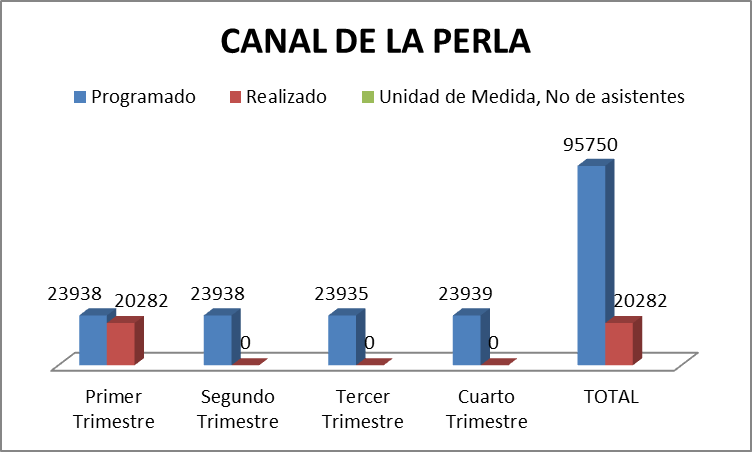 CANAL DE LA PERLA
Programado Realizado Unidad de Medida, No de asistentes
95750
23938 20282 23938 0 23935 0 23939 0 20282
Primer Trimestre
Segundo Trimestre
Tercer Trimestre
Cuarto Trimestre
TOTAL